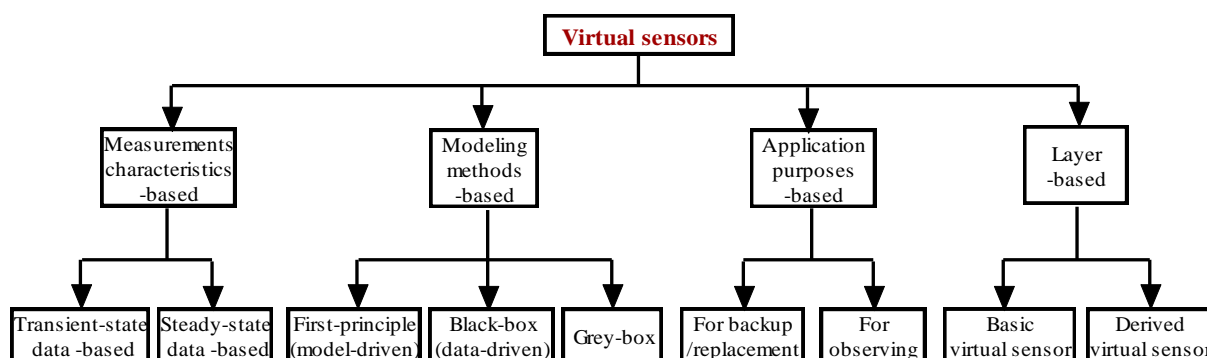 Virtual sensors
Measurements
characteristics
-based
Modeling
methods
-based
Application
purposes
-based
Layer
-based
Transient-state
data -based
Steady-state
data -based
First-principle
(model-driven)
Black-box
(data-driven)
Grey-box
For backup
/replacement
For
observing
Basic
virtual sensor
Derived
virtual sensor